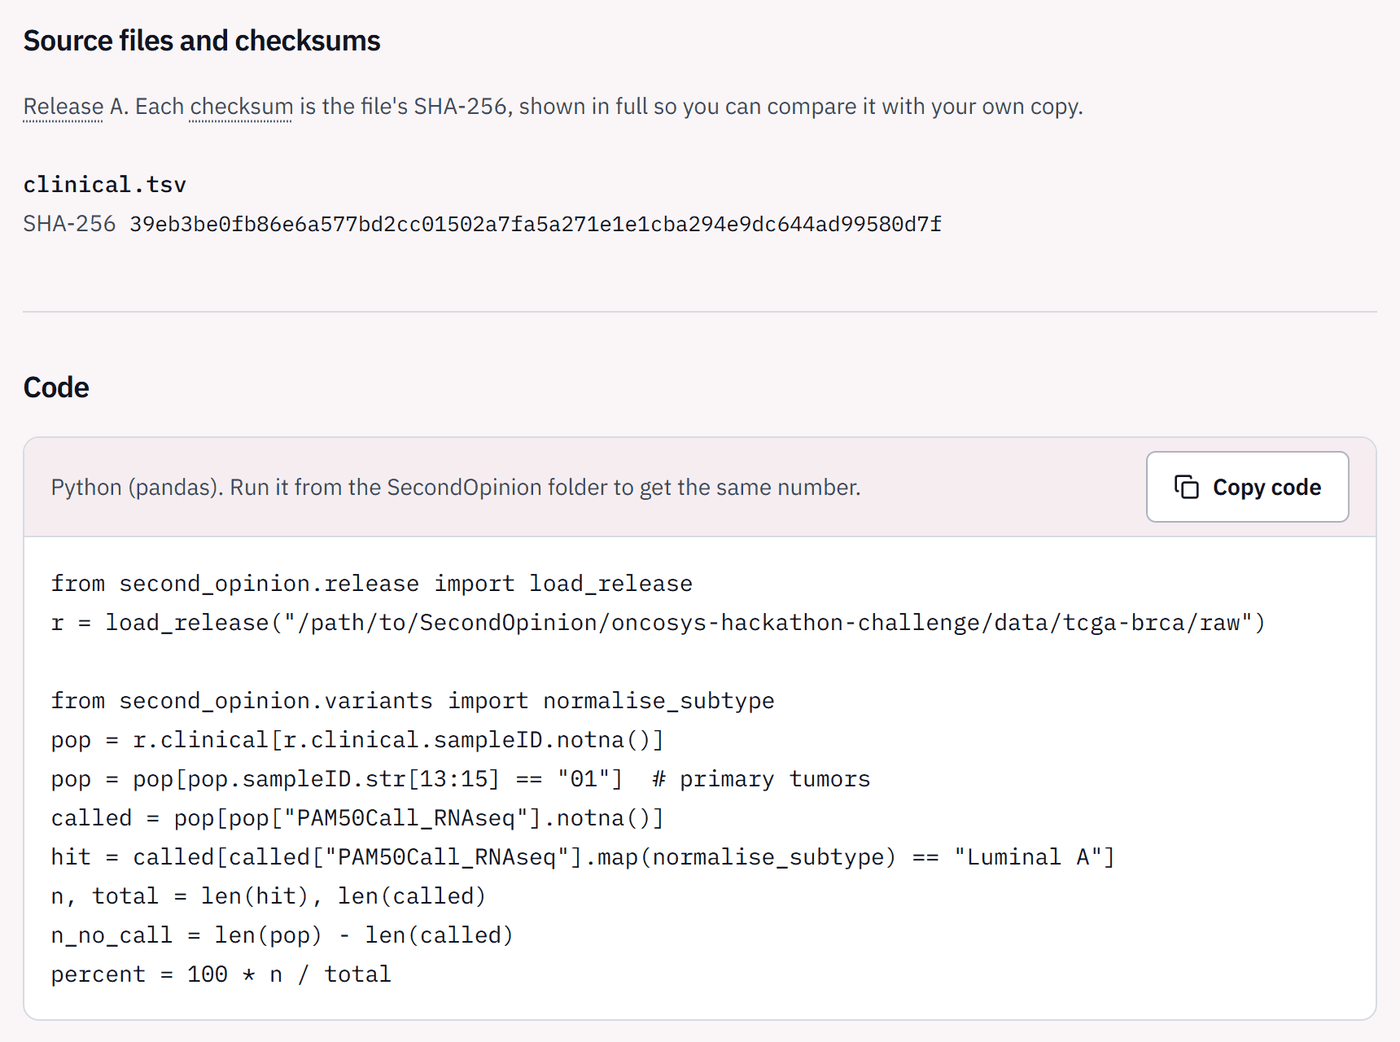 Source files and checksums
Release A. Each checksum is the file's SHA-256, shown in full so you can compare it with your own copy.
clinical.tsv
SHA-256 39eb3be0fb86e6a577bd2cc01502a7fa5a271e1e1cba294e9dc644ad99580d7f
Code
Python (pandas). Run it from the SecondOpinion folder to get the same number.
Copy code
from second_opinion.release import load_release
r = load_release("/path/to/SecondOpinion/oncosys-hackathon-challenge/data/tcga-brca/raw")
from second_opinion.variants import normalise_subtype
pop = r.clinical[r.clinical.sampleID.notna()]
pop = pop[pop.sampleID.str[13:15] == "01"]  # primary tumors
called = pop[pop["PAM50Call_RNAseq"].notna()]
hit = called[called["PAM50Call_RNAseq"].map(normalise_subtype) == "Luminal A"]
n, total = len(hit), len(called)
n_no_call = len(pop) - len(called)
percent = 100 * n / total